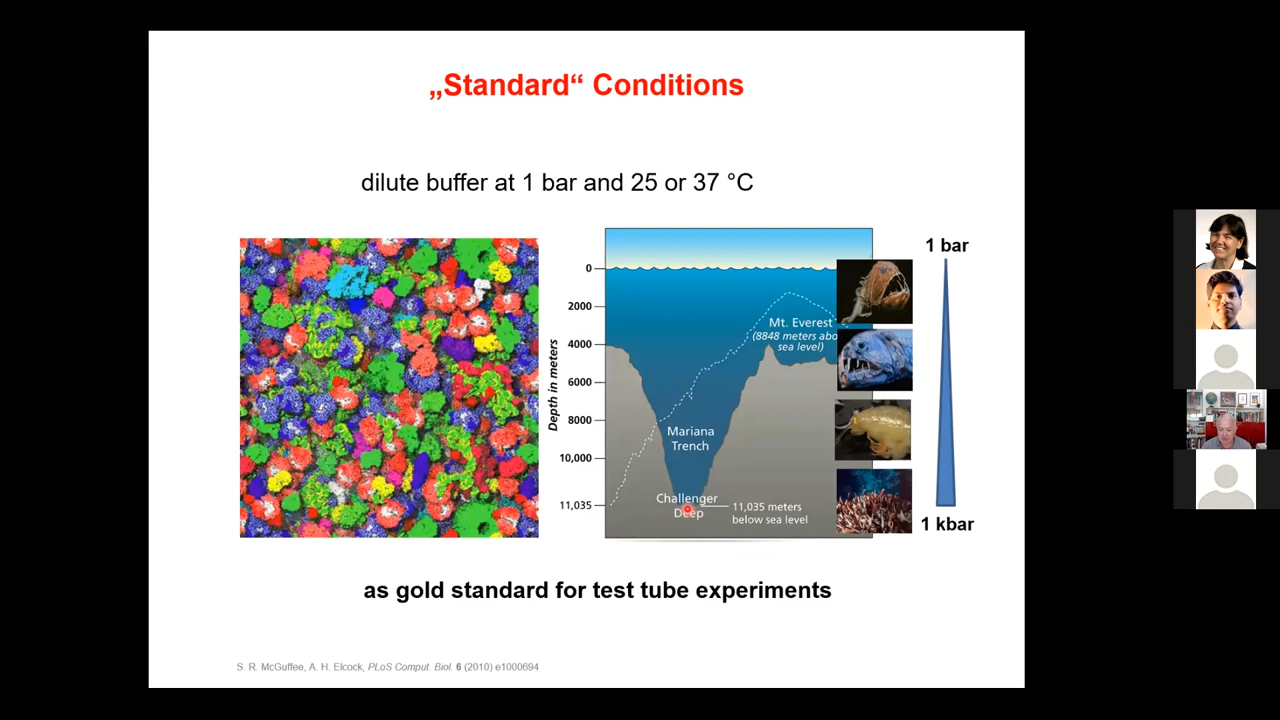 „Standard“ Conditions
dilute buffer at 1 bar and 25 or 37 °C
1 bar
0
2000
4000
6000
8000
10,000
11,035
Depth in meters
Mt. Everest
(8848 meters abo
sea level)
Mariana
Trench
Challenger
Deep
11,035 meters
below sea level
1 kbar
as gold standard for test tube experiments
S. R. McGuffee, A. H. Elcock, PLoS Comput. Biol. 6 (2010) e1000694